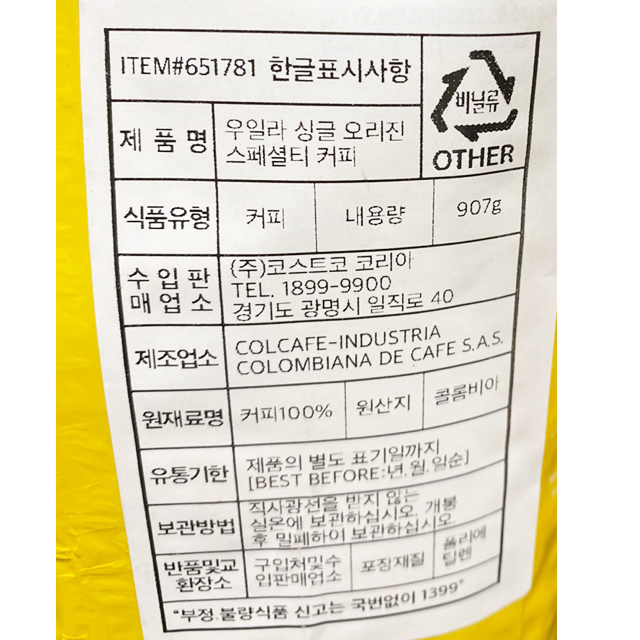 ITEM#651781 한글표시사항
비닐류
OTHER
제 품 명
우일라 싱글 오리진
스페셜티 커피
식품유형 커피 내용량 907g
수 입 판
매 업 소
(주)코스트코 코리아
TEL. 1899-9900
경기도 광명시 일직로 40
제조업소
COLCAFE-INDUSTRIA
COLOMBIANA DE CAFE S.A.S.
원재료명 커피100% 원산지 콜롬비아
유통기한
제품의 별도 표기일까지
[BEST BEFORE:년.월.일순]
보관방법
직사광선을 받지 않는
실온에 보관하십시오. 개봉
후 밀폐하여 보관하십시오.
반품및교
환장소
구입처및수
입판매업소
포장재질
폴리에
틸렌
"부정.불량식품 신고는 국번없이 1399"